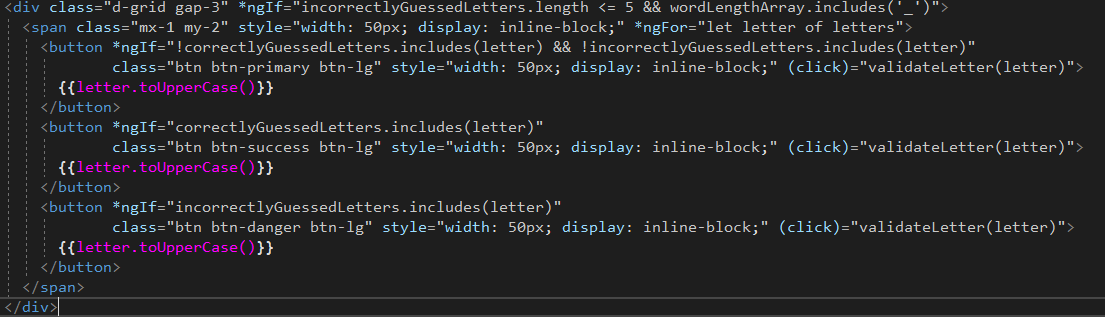 <div class="d-grid gap-3" *ngIf="incorrectlyGuessedLetters.length <= 5 && wordLengthArray.includes('_')">
<span class="mx-1 my-2" style="width: 50px; display: inline-block;" *ngFor="let letter of letters">
<button *ngIf="!correctlyGuessedLetters.includes(letter) && !incorrectlyGuessedLetters.includes(letter)"
class="btn btn-primary btn-lg" style="width: 50px; display: inline-block;" (click)="validateLetter(letter)">
{{letter.toUpperCase()}}
</button>
<button *ngIf="correctlyGuessedLetters.includes(letter)"
class="btn btn-success btn-lg" style="width: 50px; display: inline-block;" (click)="validateLetter(letter)">
{{letter.toUpperCase()}}
</button>
<button *ngIf="incorrectlyGuessedLetters.includes(letter)"
class="btn btn-danger btn-lg" style="width: 50px; display: inline-block;" (click)="validateLetter(letter)">
{{letter.toUpperCase()}}
</button>
</span>
</div>